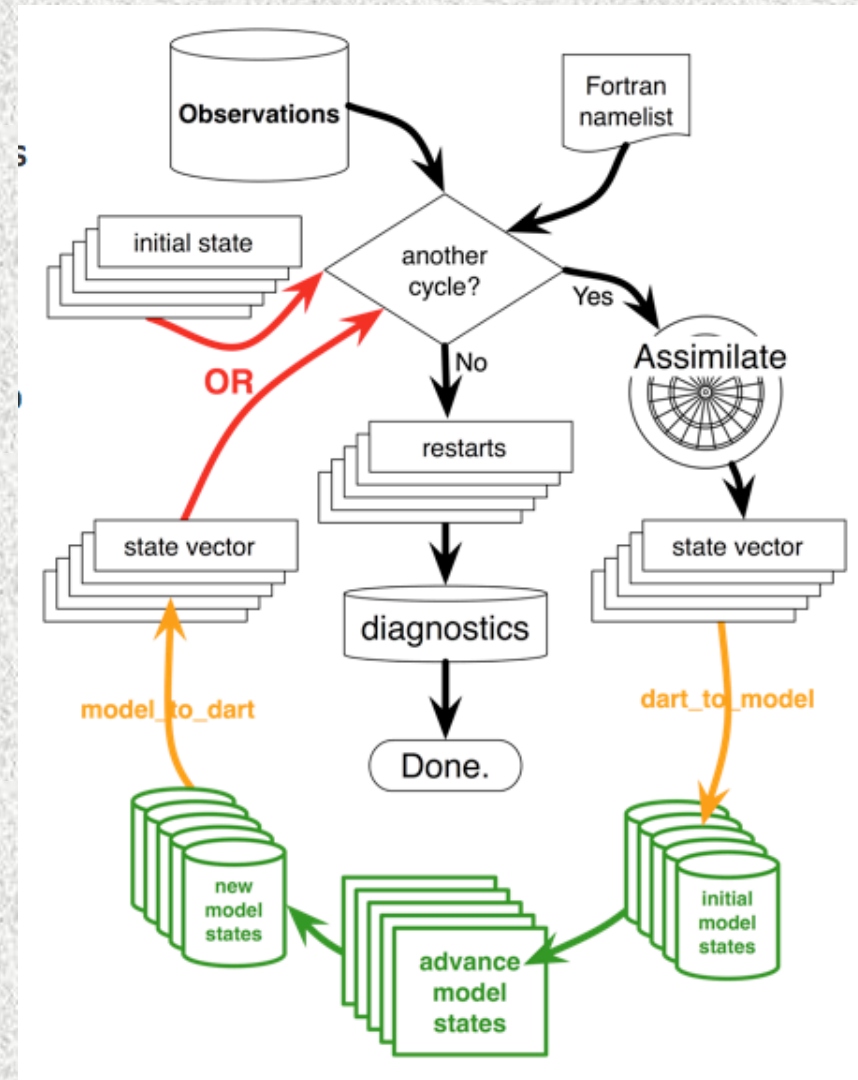 Observations
Fortran
namelist
s
initial state
another
cycle?
Yes
Assimilate
OR
No
restarts
state vector
state vector
diagnostics
model_to_dart
dart_to_model
Done.
new
model
states
initial
model
states
advance
model
states